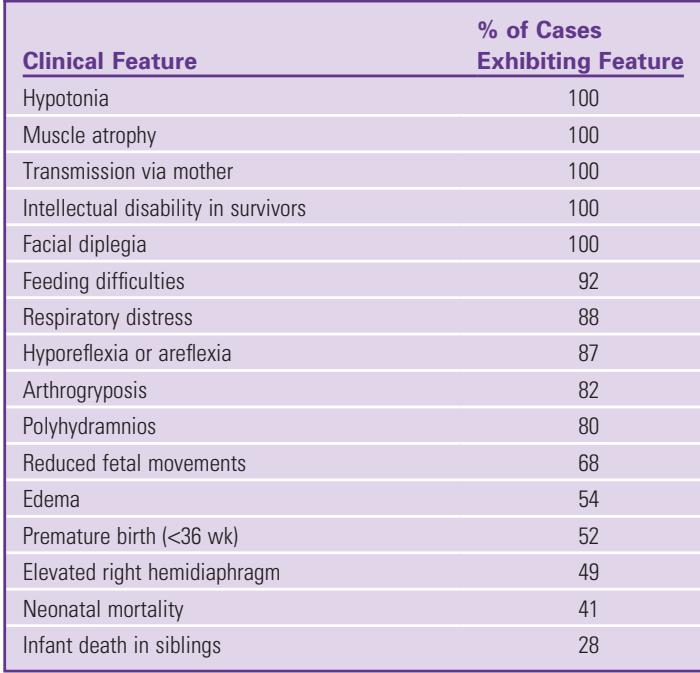 % of Cases
Clinical Feature Exhibiting Feature
Hypotonia 100
Muscle atrophy 100
Transmission via mother 100
Intellectual disability in survivors 100
Facial diplegia 100
Feeding difficulties 92
Respiratory distress 88
Hyporeflexia or areflexia 87
Arthrogryposis 82
Polyhydramnios 80
Reduced fetal movements 68
Edema 54
Premature birth (<36 wk) 52
Elevated right hemidiaphragm 49
Neonatal mortality 41
Infant death in siblings 28